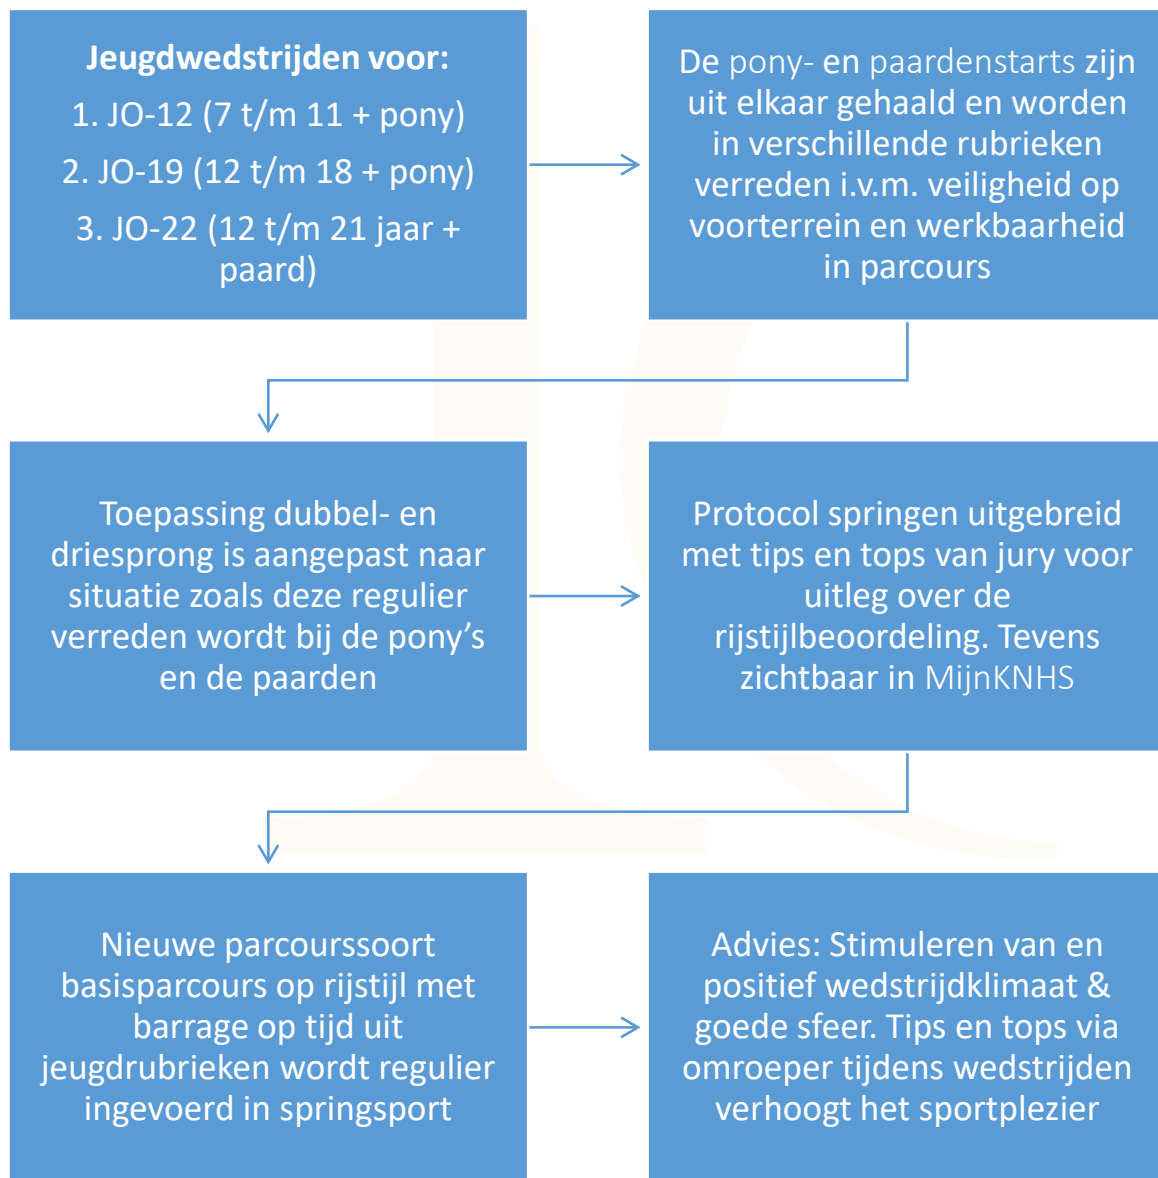 Jeugdwedstrijden voor:
1. JO-12 (7 t/m 11 + pony)
2. JO-19 (12 t/m 18 + pony)
3. JO-22 (12 t/m 21 jaar +
paard)
De pony- en paardenstarts zijn
uit elkaar gehaald en worden
in verschillende rubrieken
verreden i.v.m. veiligheid op
voorterrein en werkbaarheid
in parcours
Toepassing dubbel- en
driesprong is aangepast naar
situatie zoals deze regulier
verreden wordt bij de pony's
en de paarden
Protocol springen uitgebreid
met tips en tops van jury voor
uitleg over de
rijstijlbeoordeling. Tevens
zichtbaar in MijnKNHS
Nieuwe parcourssoort
basisparcours op rijstijl met
barrage op tijd uit
jeugdrubrieken wordt regulier
ingevoerd in springsport
Advies: Stimuleren van en
positief wedstrijdklimaat &
goede sfeer. Tips en tops via
omroeper tijdens wedstrijden
verhoogt het sportplezier